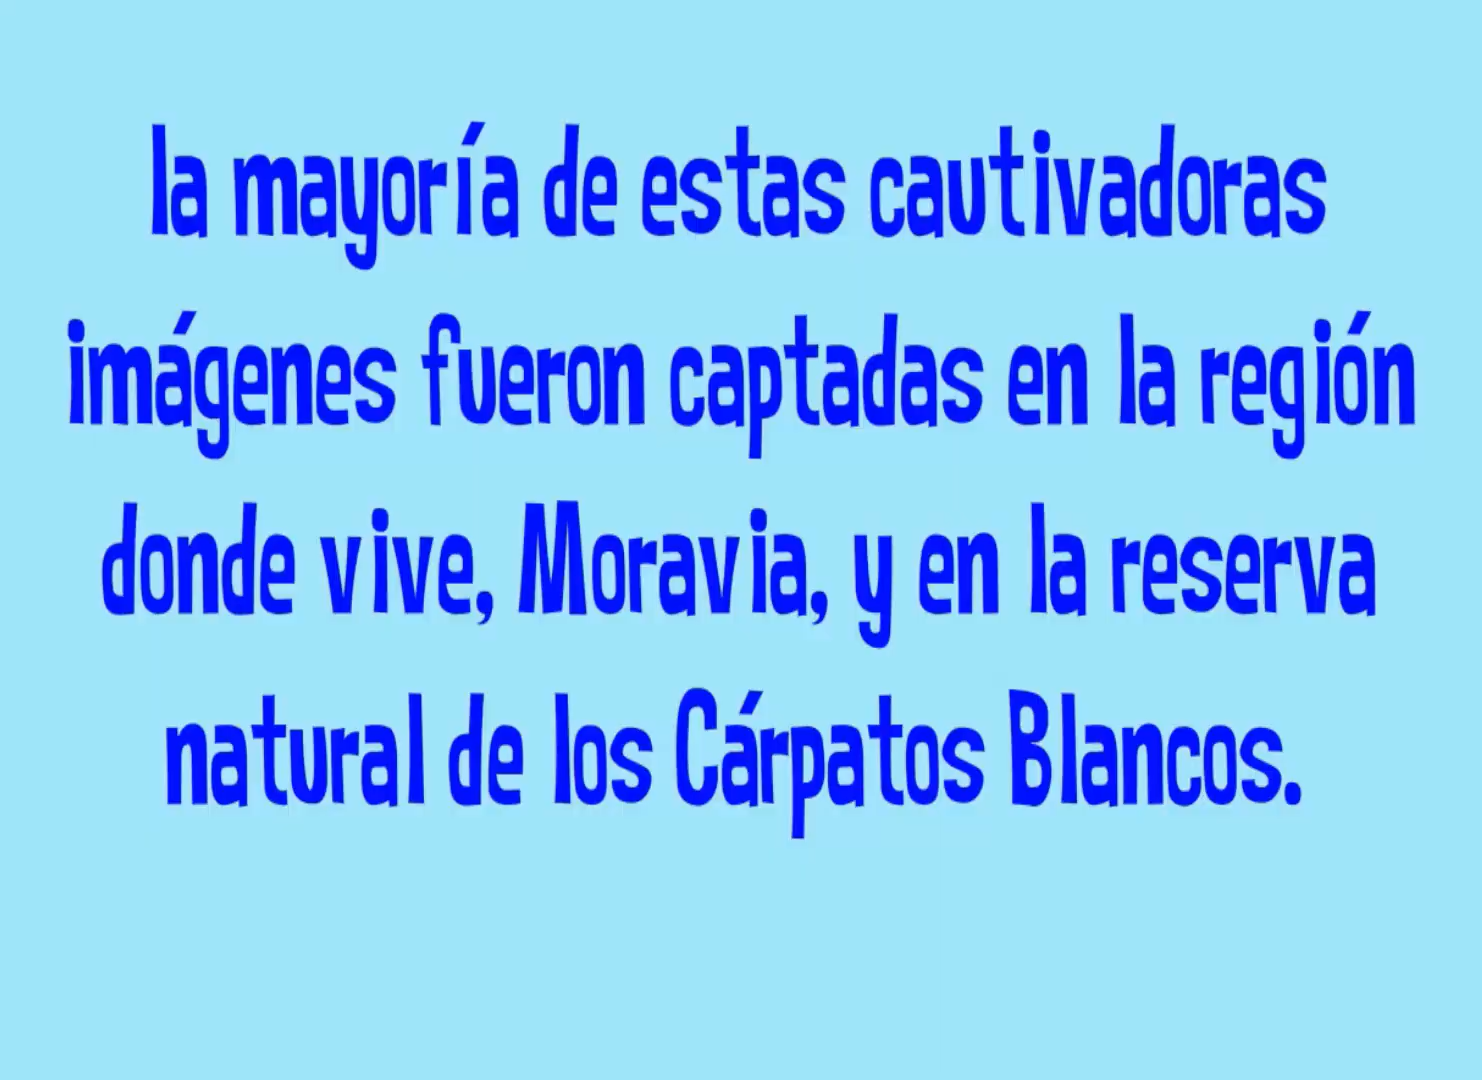 la mayoría de estas cautivadoras
imágenes fueron captadas en la región
donde vive, Moravia, y en la reserva
natural de los Cárpatos Blancos.